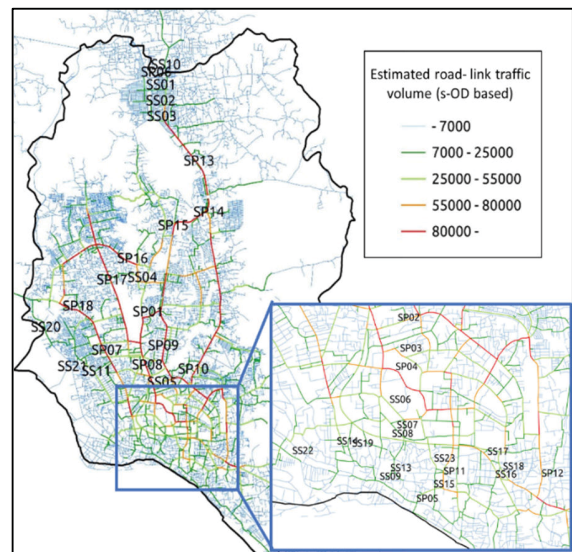 SS10
SP06
SS01
SS02
SS03
SP13
SP14
SP15
SP16
SP17 SS04
SP18
SP01
SS20
SP07
SP09
SP08
SS11
SP10
SS05
Estimated road- link traffic
volume (s-OD based)
- 7000
7000 - 25000
25000 - 55000
55000 - 80000
80000 -
SP02
SP03
SP04
SS06
SS07
SS08
SS14
SS19
SS22
SS23
SS17
SS13
SP11
SS18
SS09
SS16
SP12
SS15
SP05